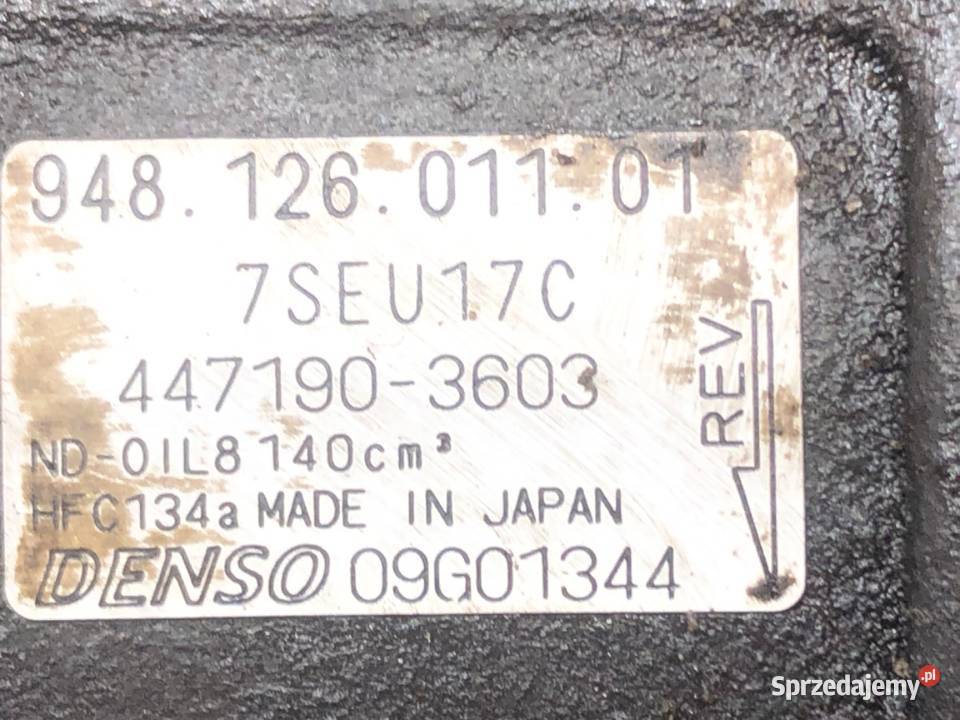 948.126.011.01
7SEU17C
447190-3603
ND-OIL8 140cm³
HFC134a MADE IN JAPAN
DENSO 09G01344
REV
Sprzedajemy.pl